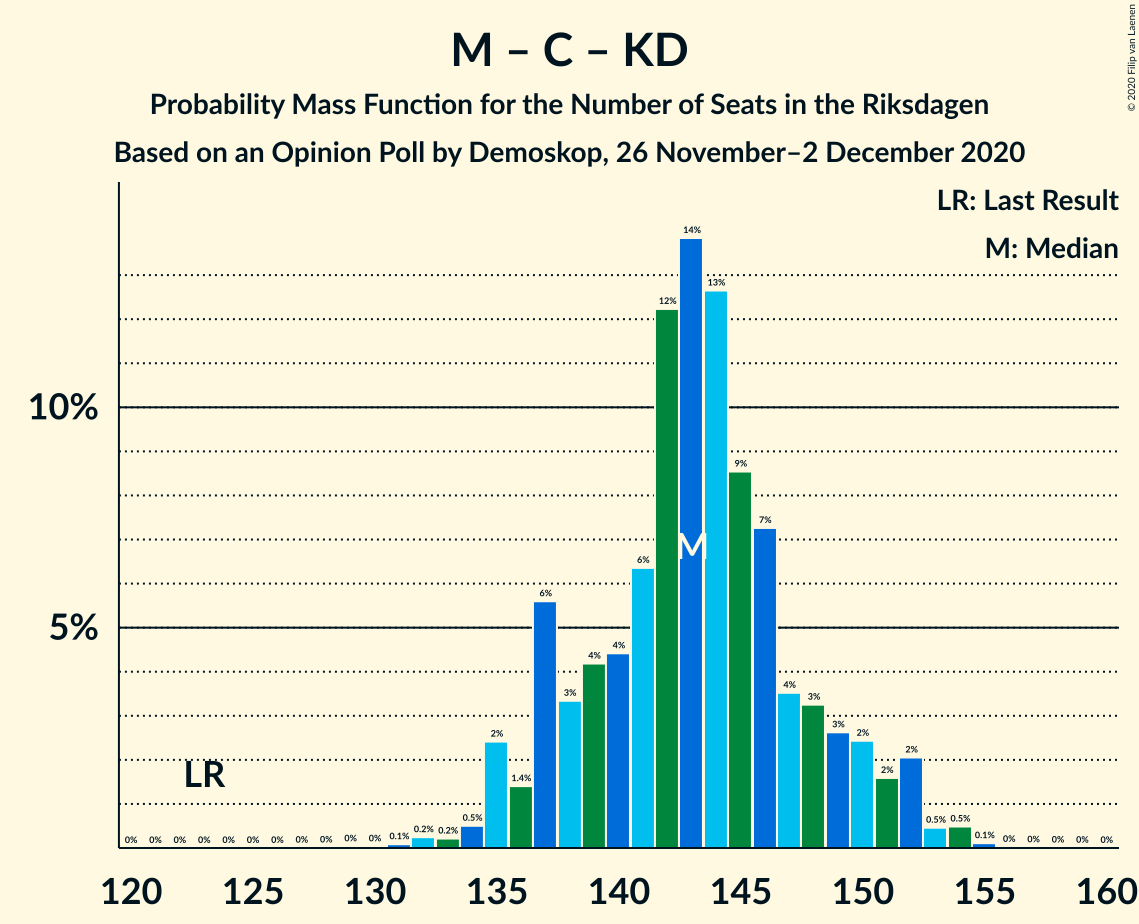 M – C – KD
Probability Mass Function for the Number of Seats in the Riksdagen
Based on an Opinion Poll by Demoskop, 26 November–2 December 2020
© 2020 Filip van Laenen
LR: Last Result
M: Median
10%
5%
LR
M
0% 0% 0% 0% 0% 0% 0% 0% 0% 0% 0% 0.1% 0.2% 0.2% 0.5% 2% 1.4% 6% 3% 4% 4% 6% 12% 14% 13% 9% 7% 4% 3% 3% 2% 2% 2% 0.5% 0.5% 0.1% 0% 0% 0% 0% 0%
120 125 130 135 140 145 150 155 160